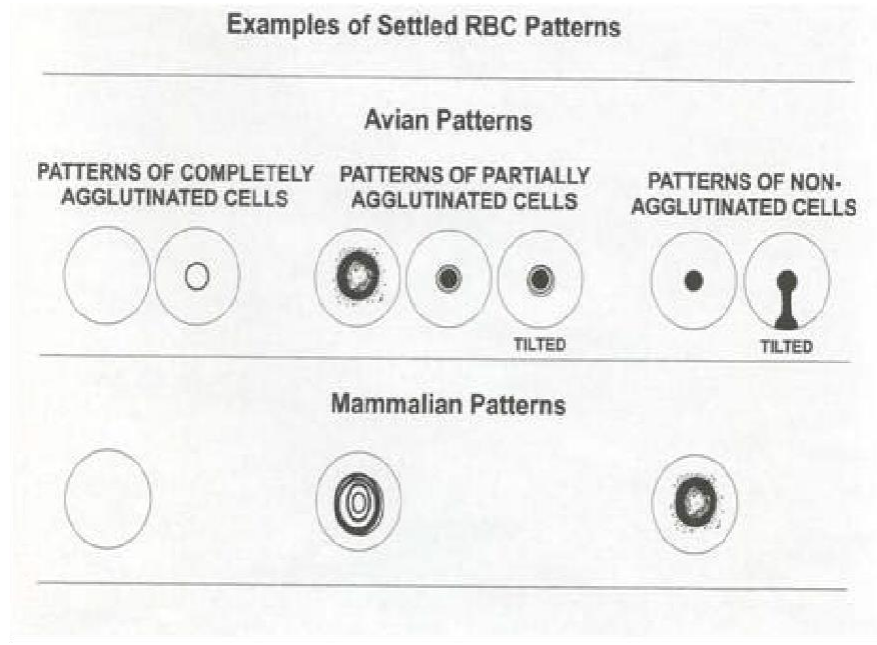 Examples of Settled RBC Patterns
Avian Patterns
PATTERNS OF COMPLETELY
AGGLUTINATED CELLS
PATTERNS OF PARTIALLY
AGGLUTINATED CELLS
PATTERNS OF NON-
AGGLUTINATED CELLS
TILTED
TILTED
Mammalian Patterns